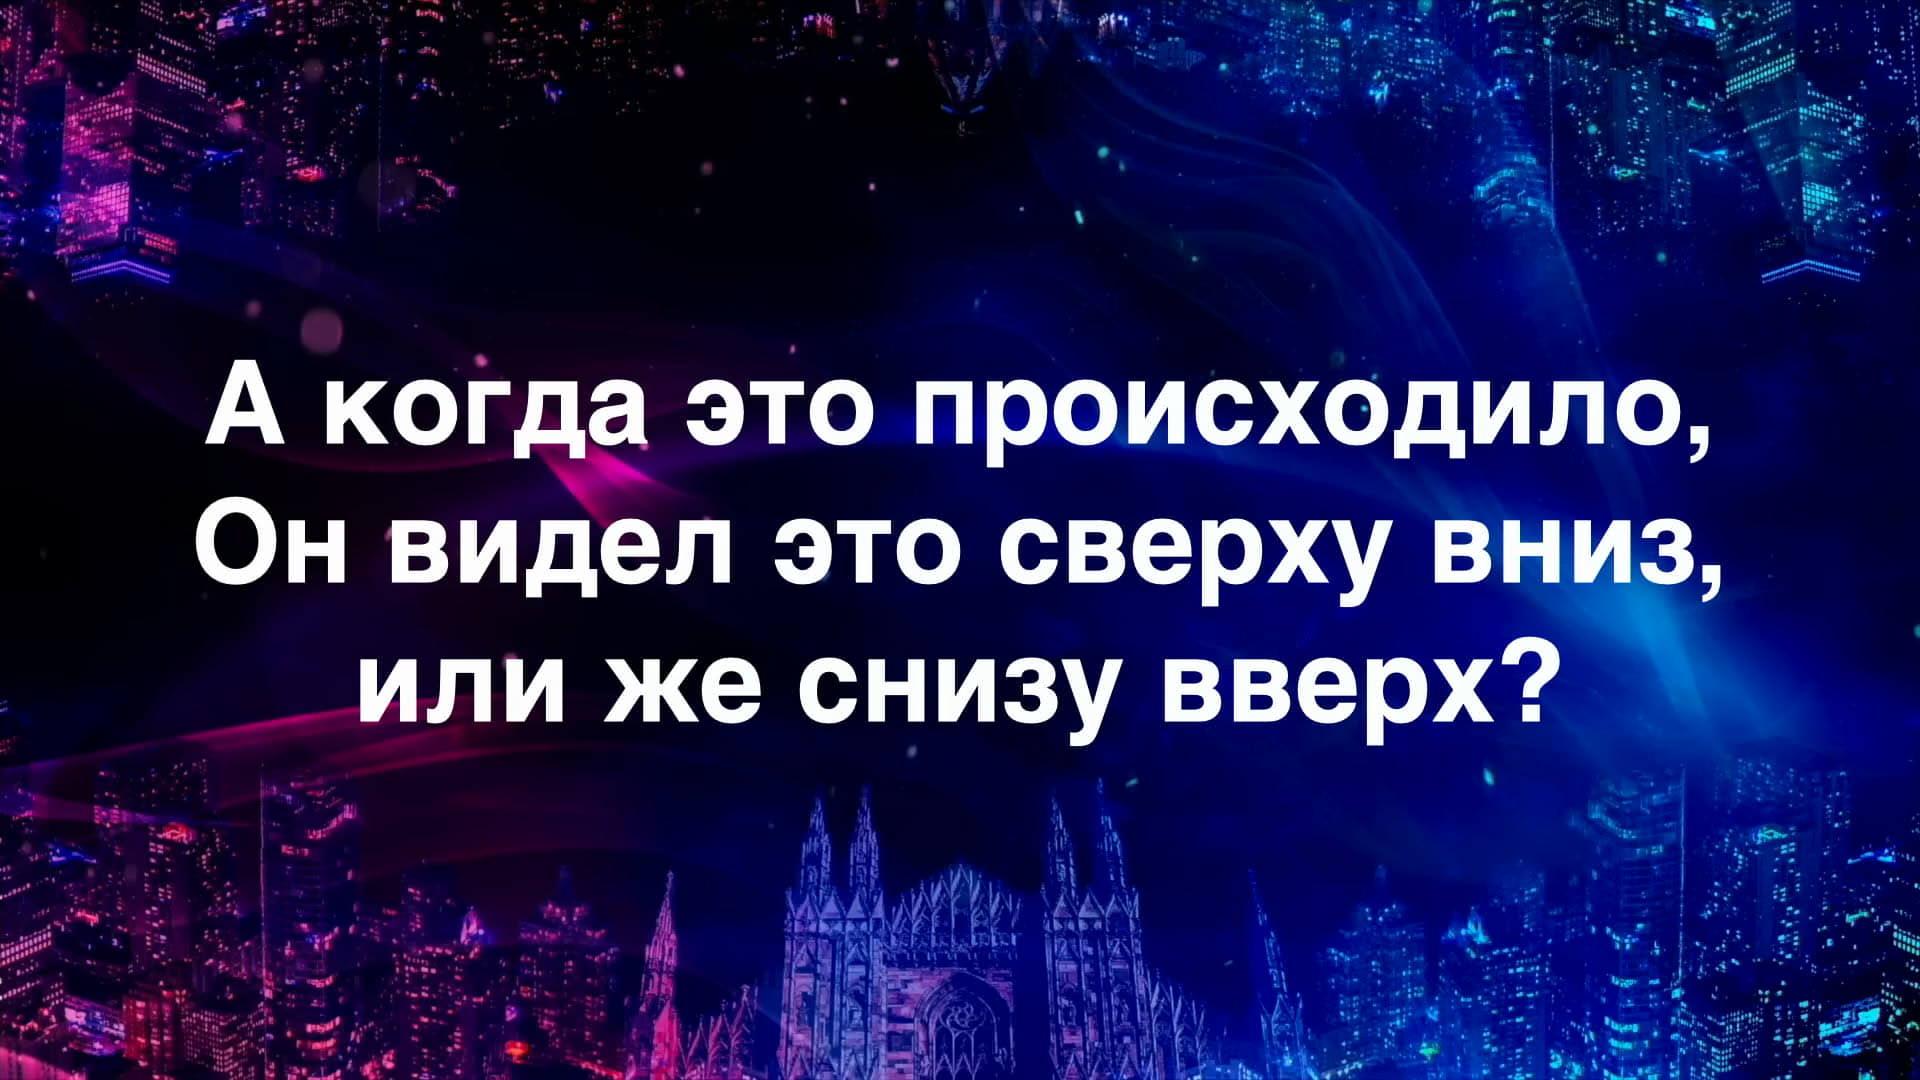 А когда это происходило,
Он видел это сверху вниз,
или же снизу вверх?